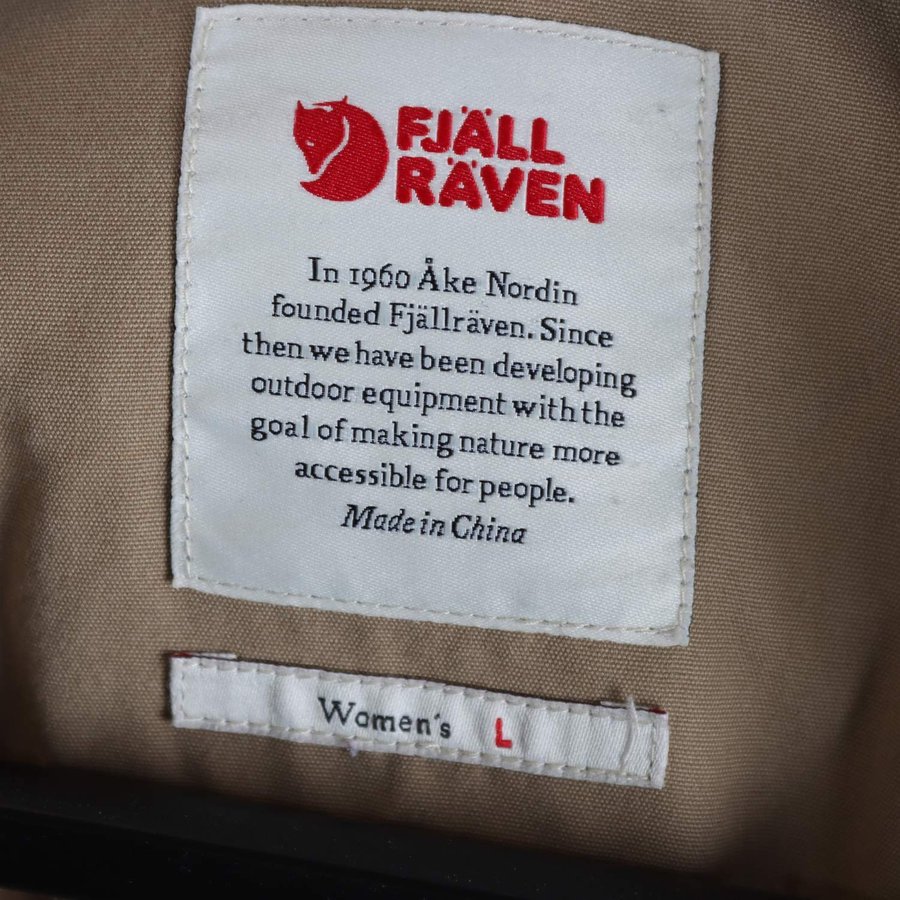 FJÄLL
RÄVEN
In 1960 Åke Nordin
founded Fjällräven. Since
then we have been developing
outdoor equipment with the
goal of making nature more
accessible for people.
Made in China
Women's L